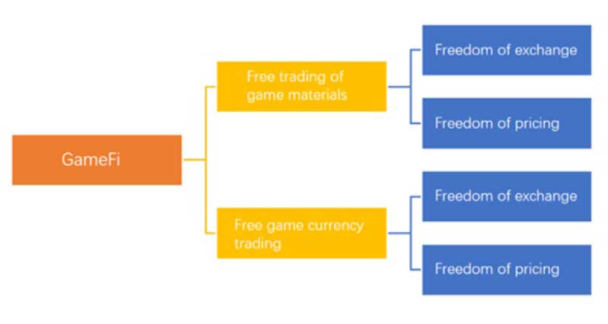 GameFi
Free trading of
game materials
Freedom of exchange
Freedom of pricing
Free game currency
trading
Freedom of exchange
Freedom of pricing